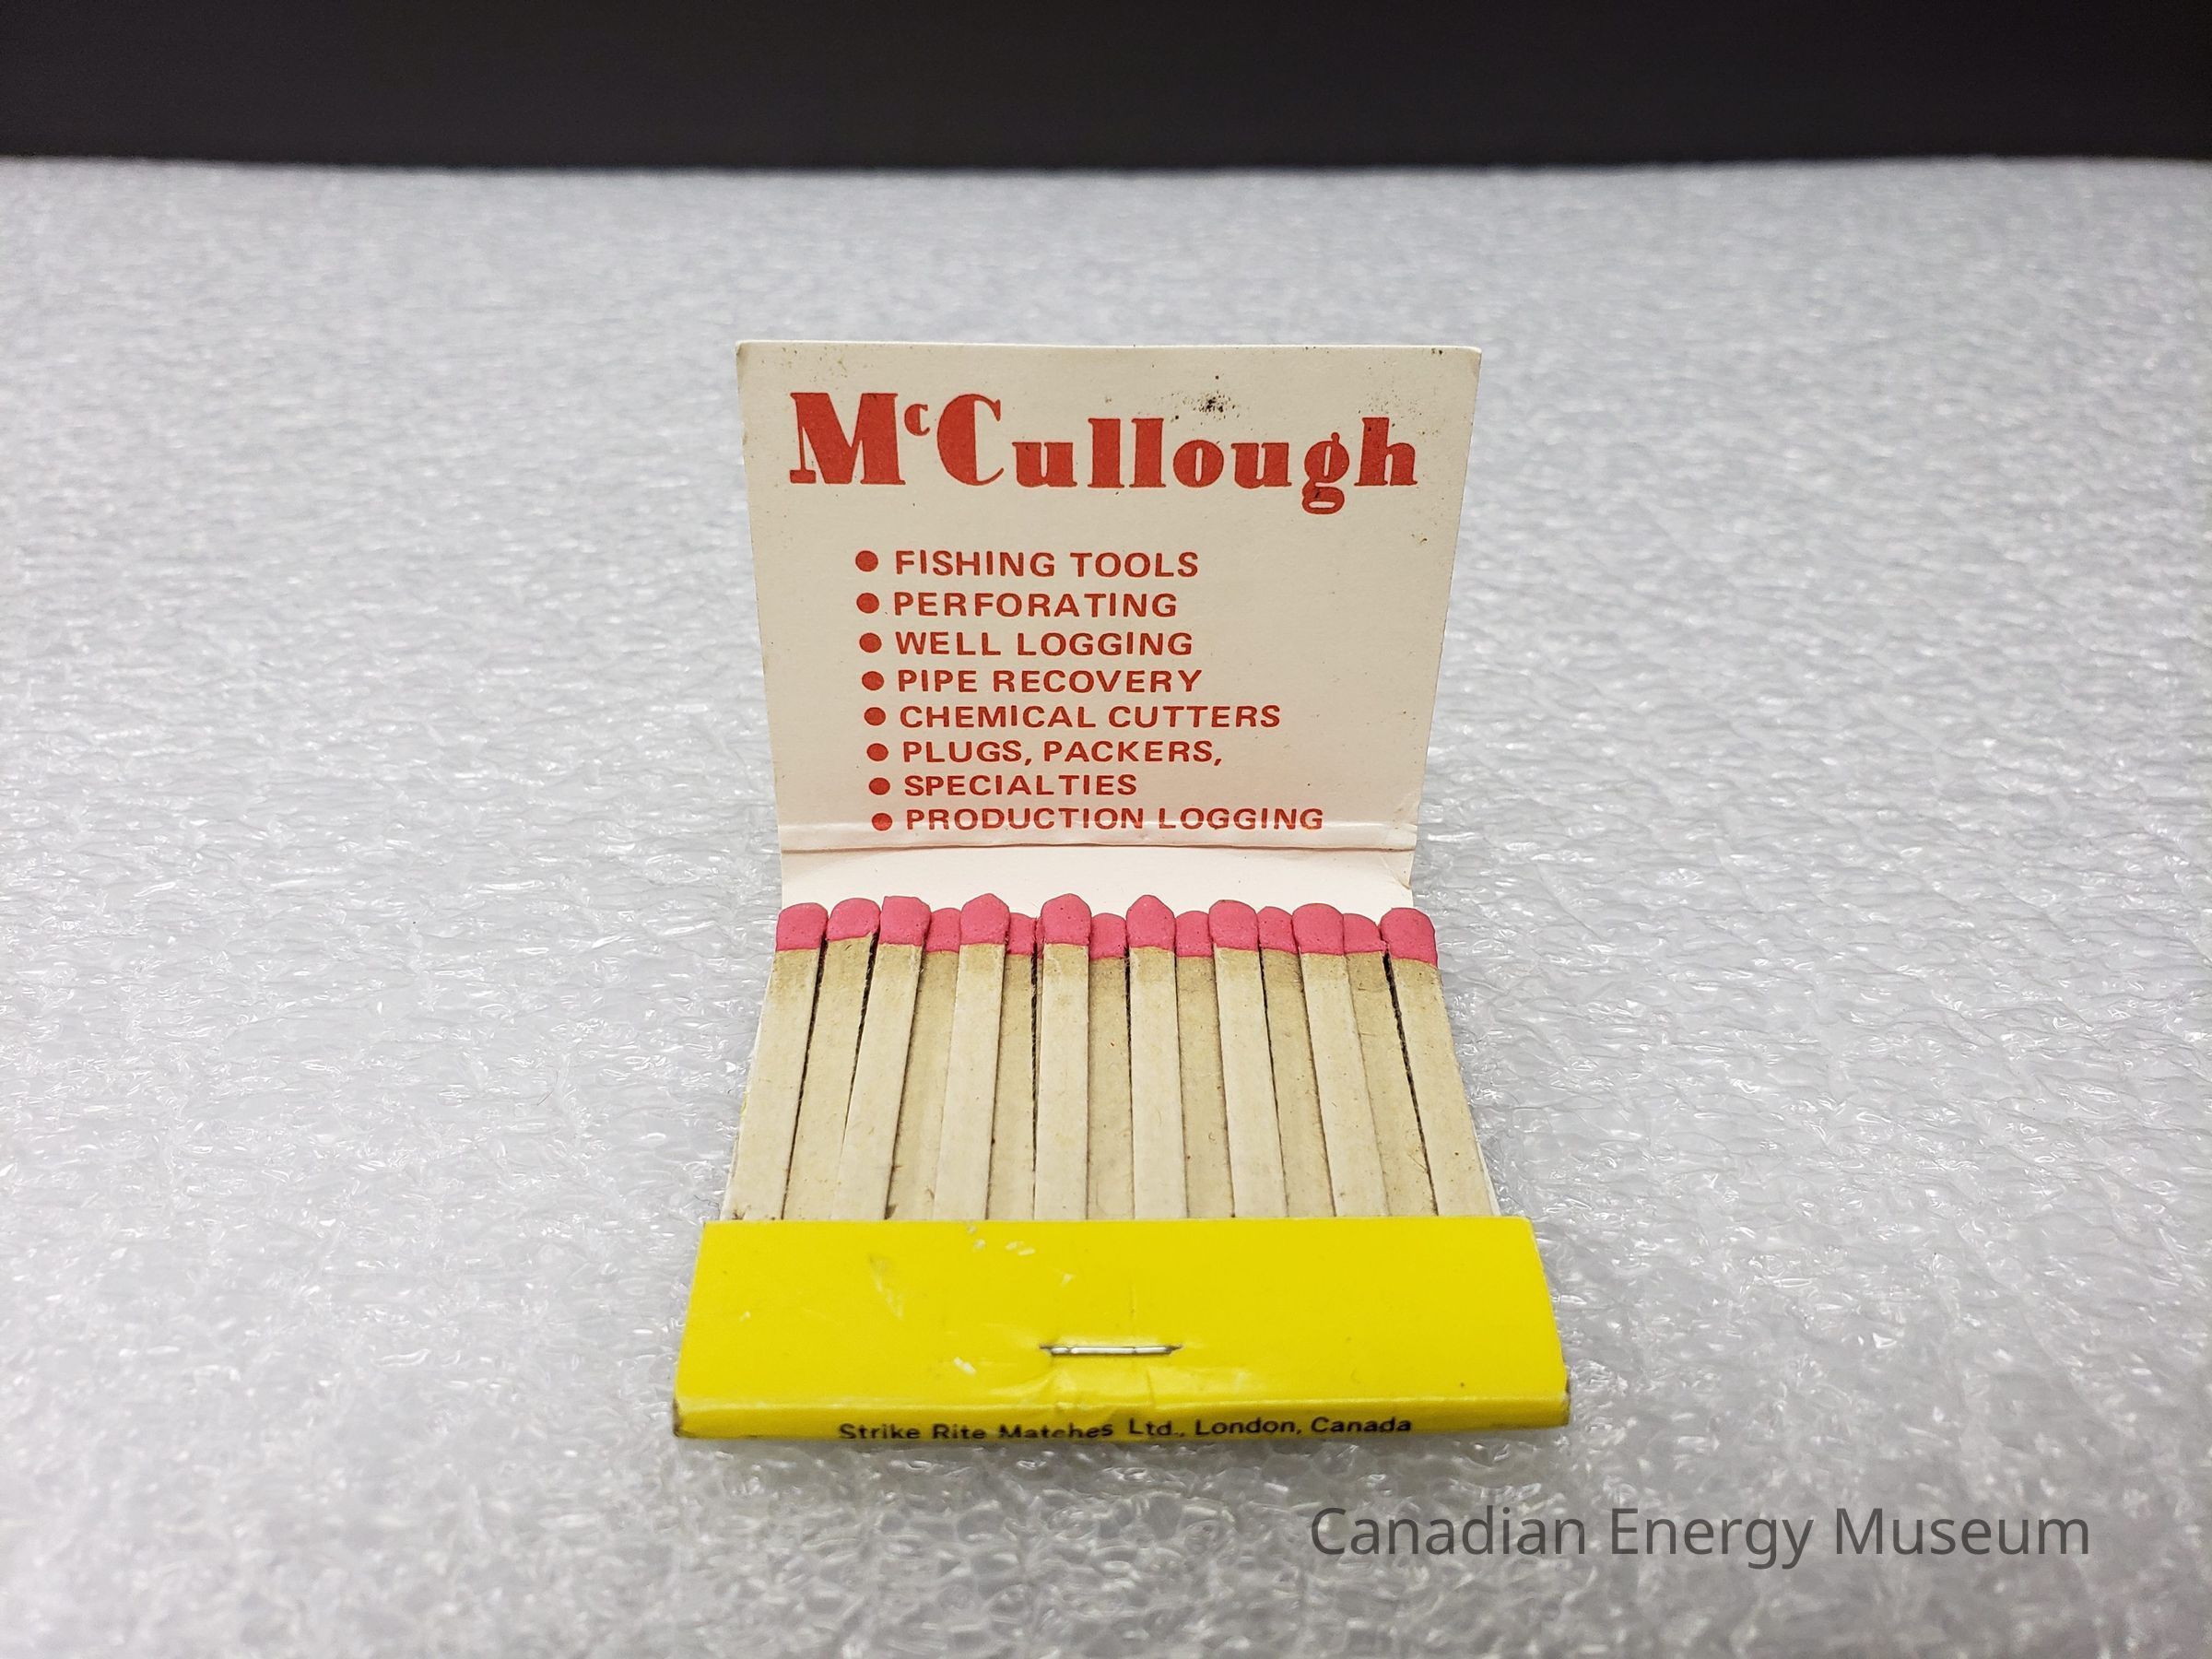 McCullough
● FISHING TOOLS
● PERFORATING
● WELL LOGGING
● PIPE RECOVERY
● CHEMICAL CUTTERS
● PLUGS, PACKERS,
● SPECIALTIES
● PRODUCTION LOGGING
Strike Rite Matches Ltd., London, Canada
Canadian Energy Museum